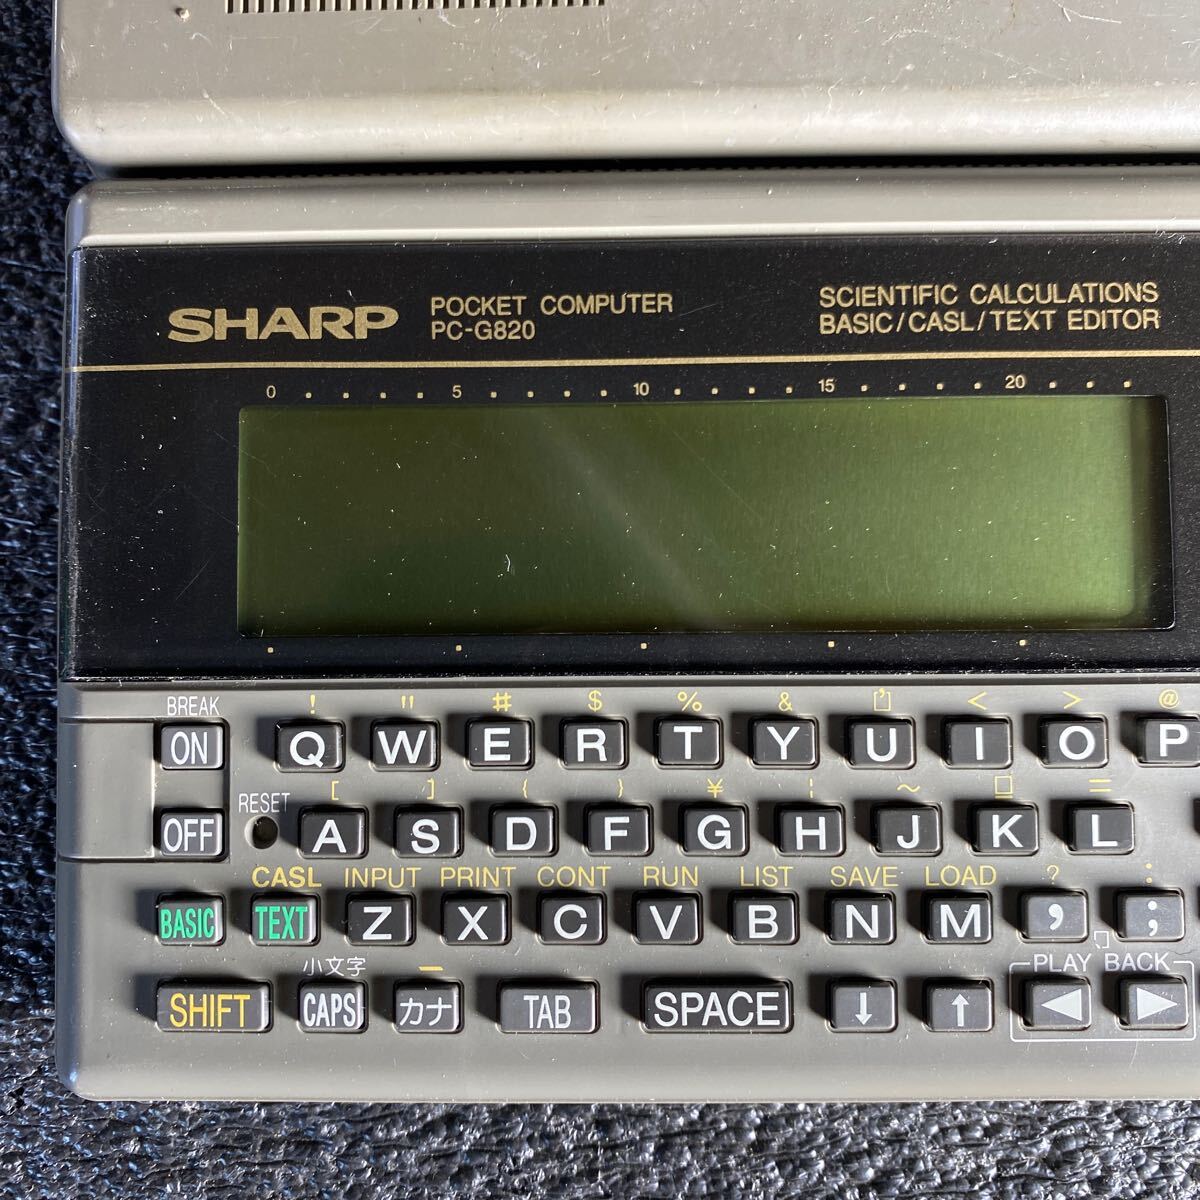 SHARP POCKET COMPUTER SCIENTIFIC CALCULATIONS
PC-G820 BASIC/CASL/TEXT EDITOR
0 5 10 15 20
BREAK ! " # $ % & [’] < > @
ON Q W E R T Y U I O P
RESET [ ] { } ¥ ¦ ~ □ =
OFF A S D F G H J K L
CASL INPUT PRINT CONT RUN LIST SAVE LOAD ? :
BASIC TEXT Z X C V B N M , ;
小文字 PLAY BACK
SHIFT CAPS カナ TAB SPACE ↓ ↑ ◀ ▶